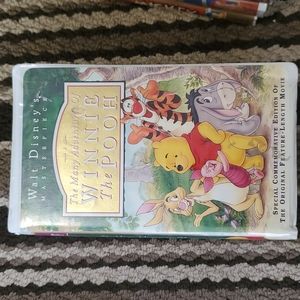 Walt Disney's
MASTERPIECE
The Many Adventures of
WINNIE
The POOH
SPECIAL COMMEMORATIVE EDITION OF
THE ORIGINAL FEATURE-LENGTH MOVIE